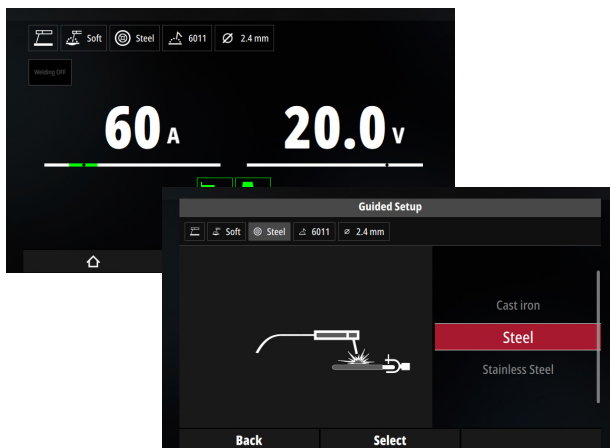 Soft Steel 6011 2.4 mm
Welding OFF
60 A 20.0 V
Guided Setup
Soft Steel 6011 2.4 mm
Cast iron
Steel
Stainless Steel
Back Select